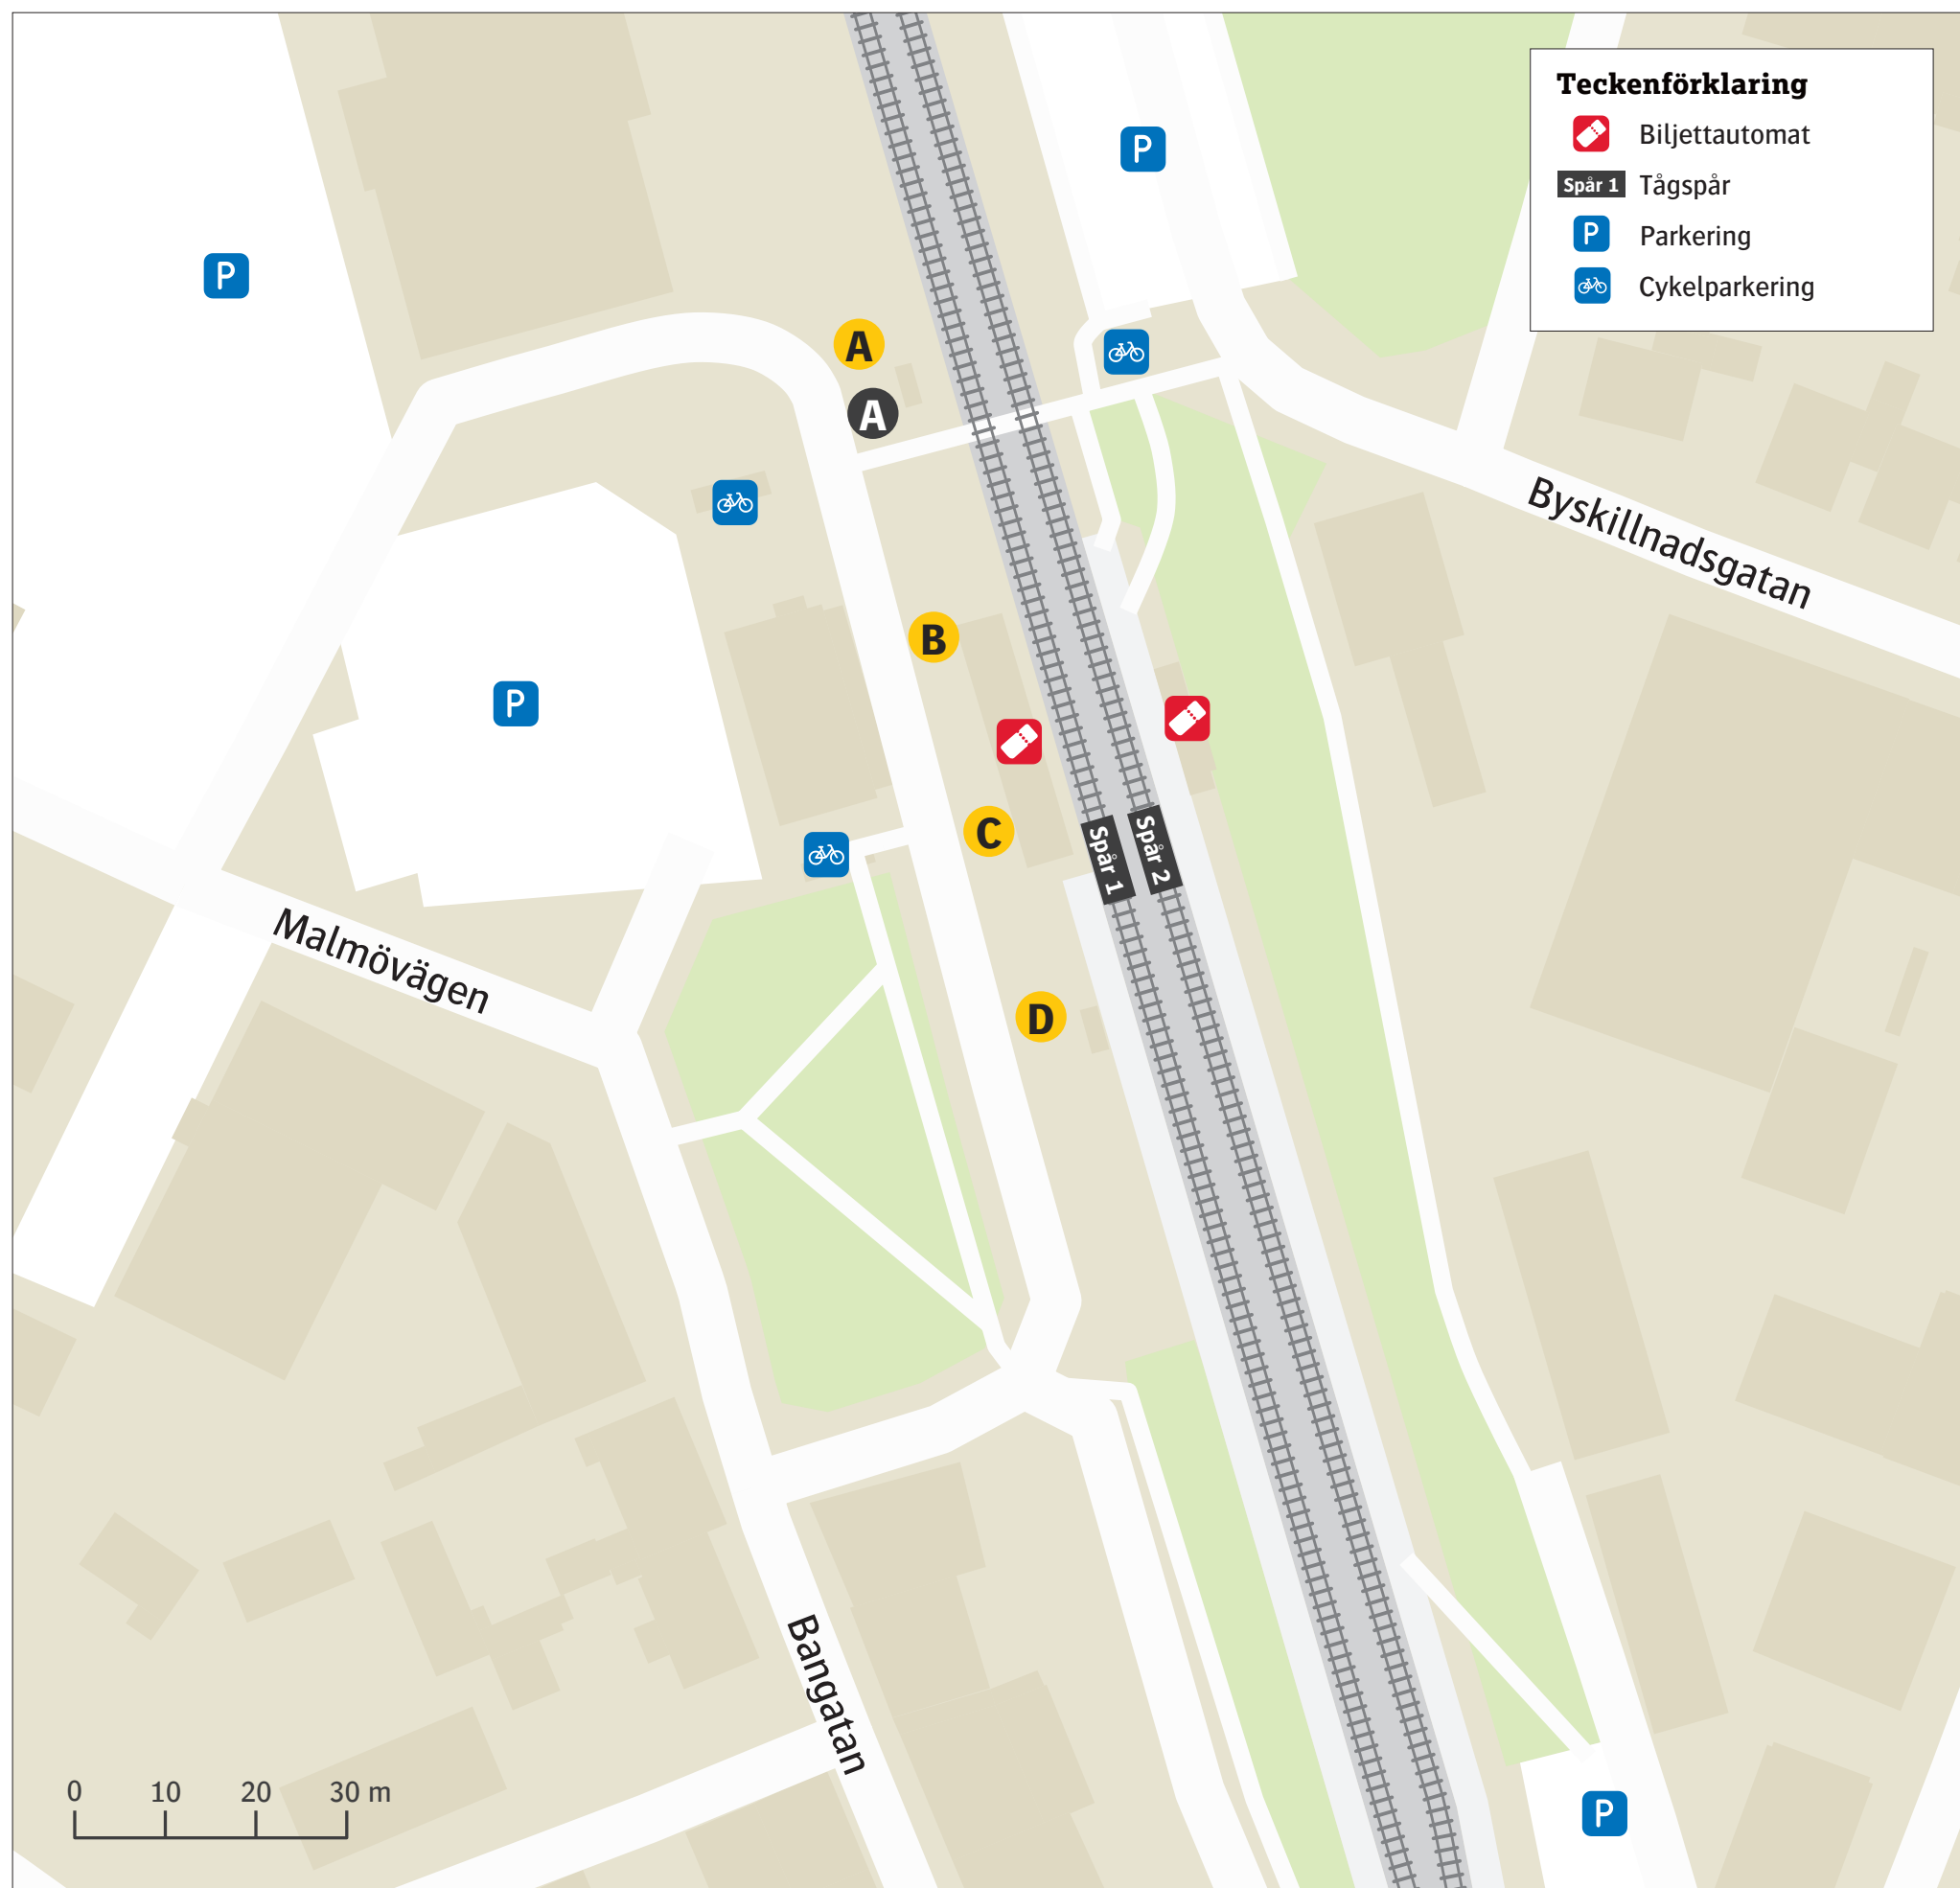 Teckenförklaring
Biljettautomat
Spår 1 Tågspår
P Parkering
Cykelparkering
P
P
A
A
Byskillnadsgatan
B
P
C
Spår 1
Spår 2
Malmövägen
D
Bangatan
0 10 20 30 m
P